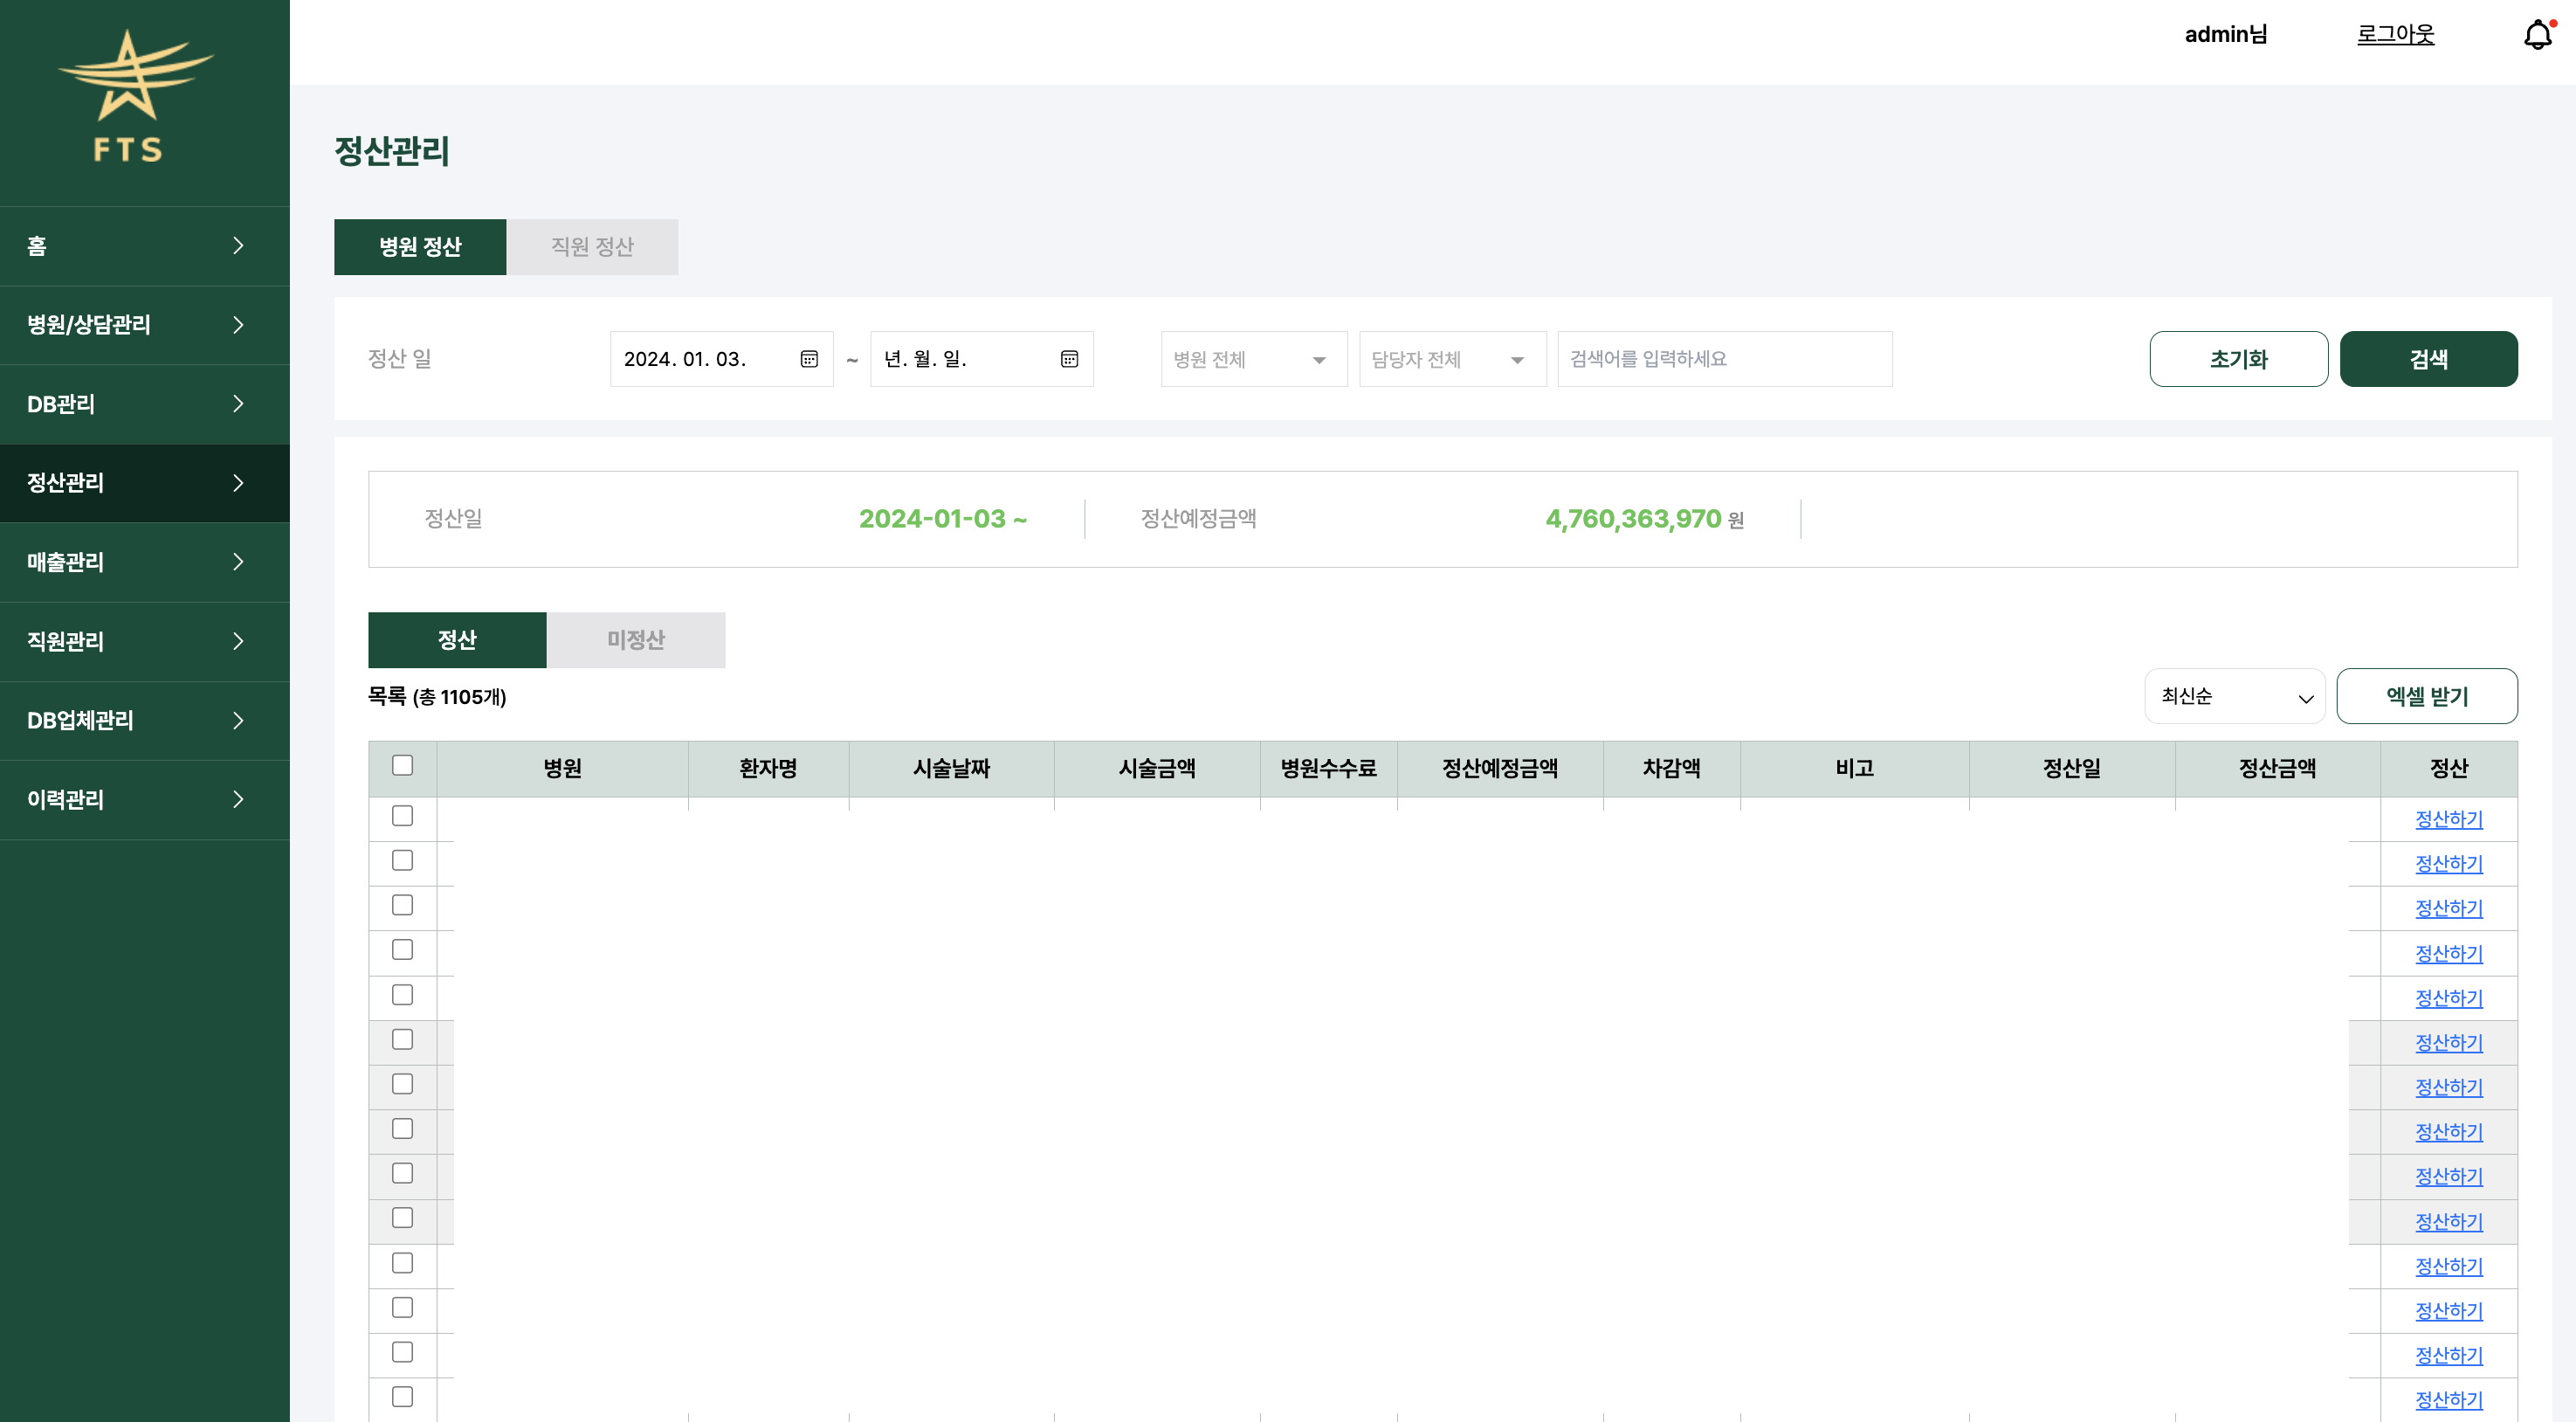 admin님 로그아웃
FTS
홈
병원/상담관리
DB관리
정산관리
매출관리
직원관리
DB업체관리
이력관리
정산관리
병원 정산 직원 정산
정산 일 2024. 01. 03. ~ 년. 월. 일. 병원 전체 담당자 전체 검색어를 입력하세요 초기화 검색
정산일 2024-01-03 ~ 정산예정금액 4,760,363,970 원
정산 미정산
목록 (총 1105개) 최신순 엑셀 받기
병원 환자명 시술날짜 시술금액 병원수수료 정산예정금액 차감액 비고 정산일 정산금액 정산
정산하기
정산하기
정산하기
정산하기
정산하기
정산하기
정산하기
정산하기
정산하기
정산하기
정산하기
정산하기
정산하기
정산하기